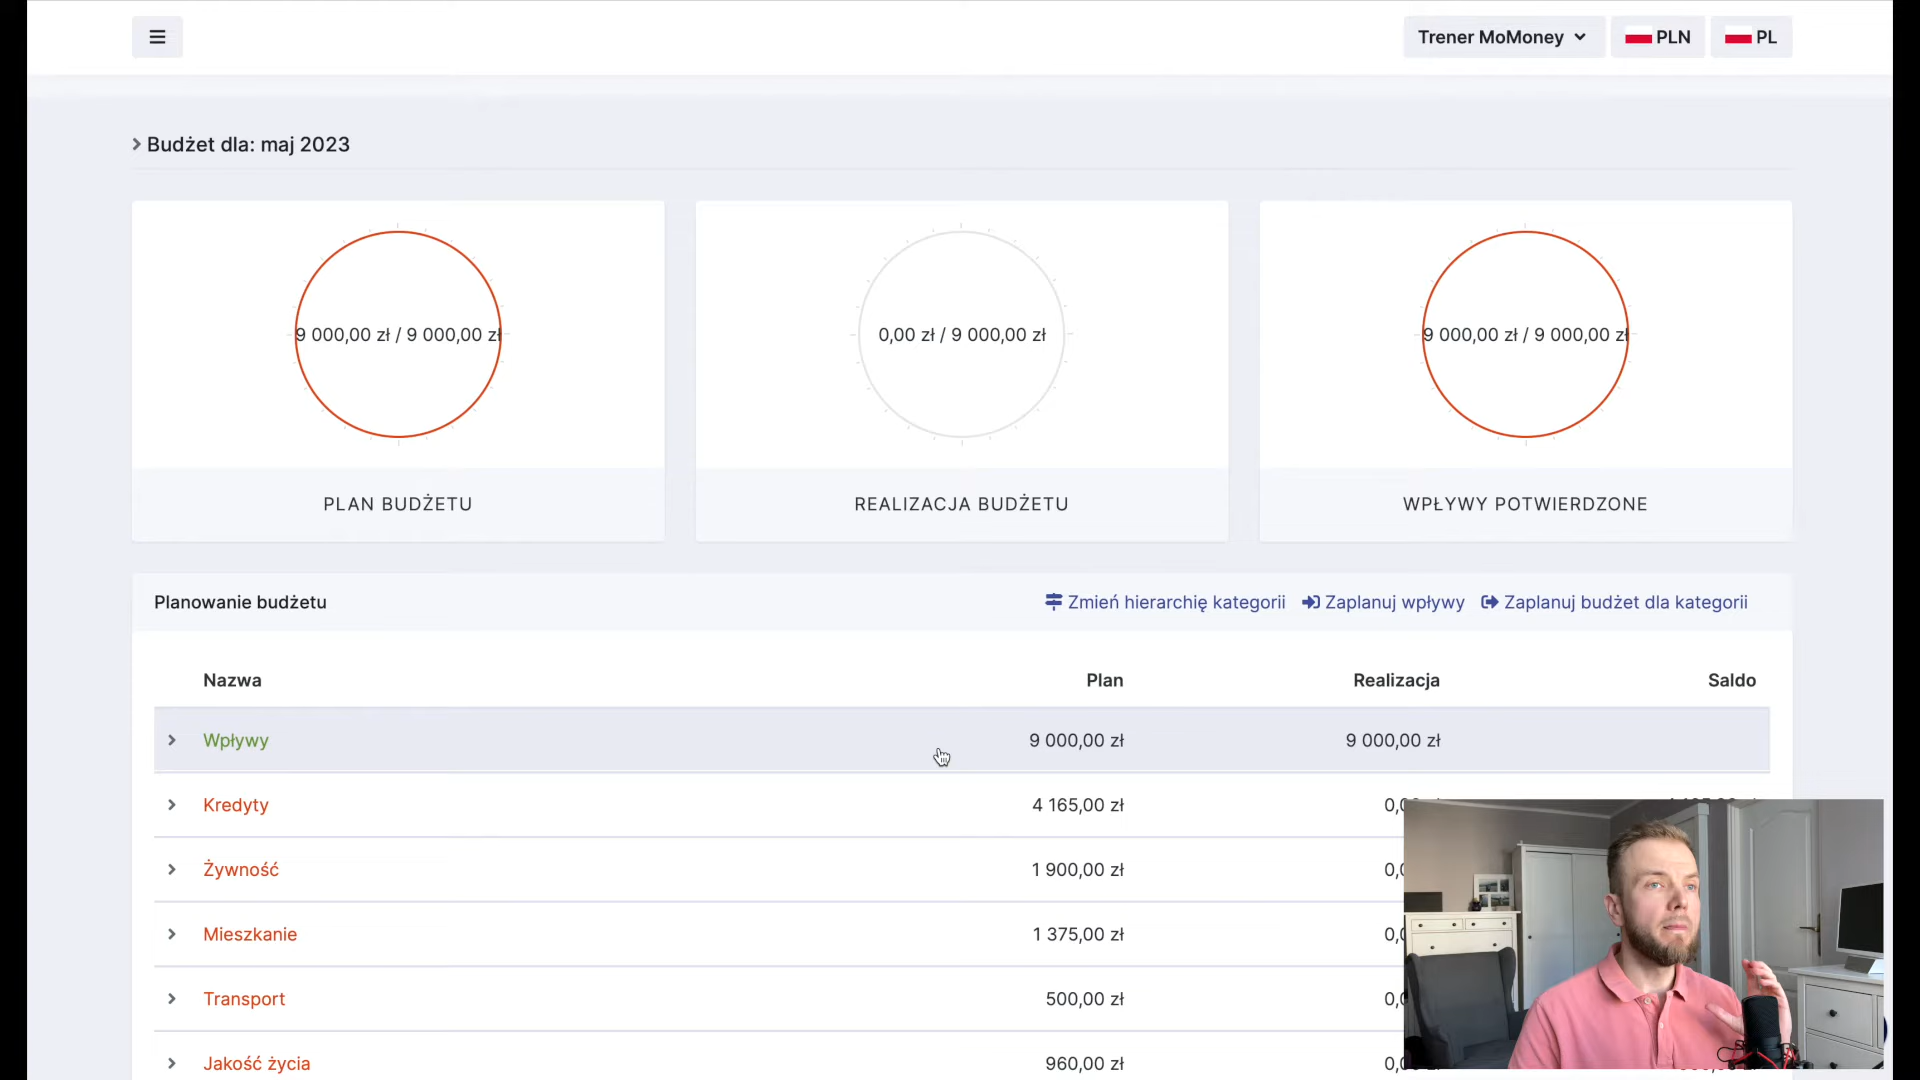 Trener MoMoney
PLN
PL
Budżet dla: maj 2023
9 000,00 zł / 9 000,00 zł
0,00 zł / 9 000,00 zł
9 000,00 zł / 9 000,00 zł
PLAN BUDŻETU
REALIZACJA BUDŻETU
WPŁYWY POTWIERDZONE
Planowanie budżetu
Zmień hierarchię kategorii
Zaplanuj wpływy
Zaplanuj budżet dla kategorii
Nazwa Plan Realizacja Saldo
Wpływy 9 000,00 zł 9 000,00 zł
Kredyty 4 165,00 zł
Żywność 1 900,00 zł
Mieszkanie 1 375,00 zł
Transport 500,00 zł
Jakość życia 960,00 zł